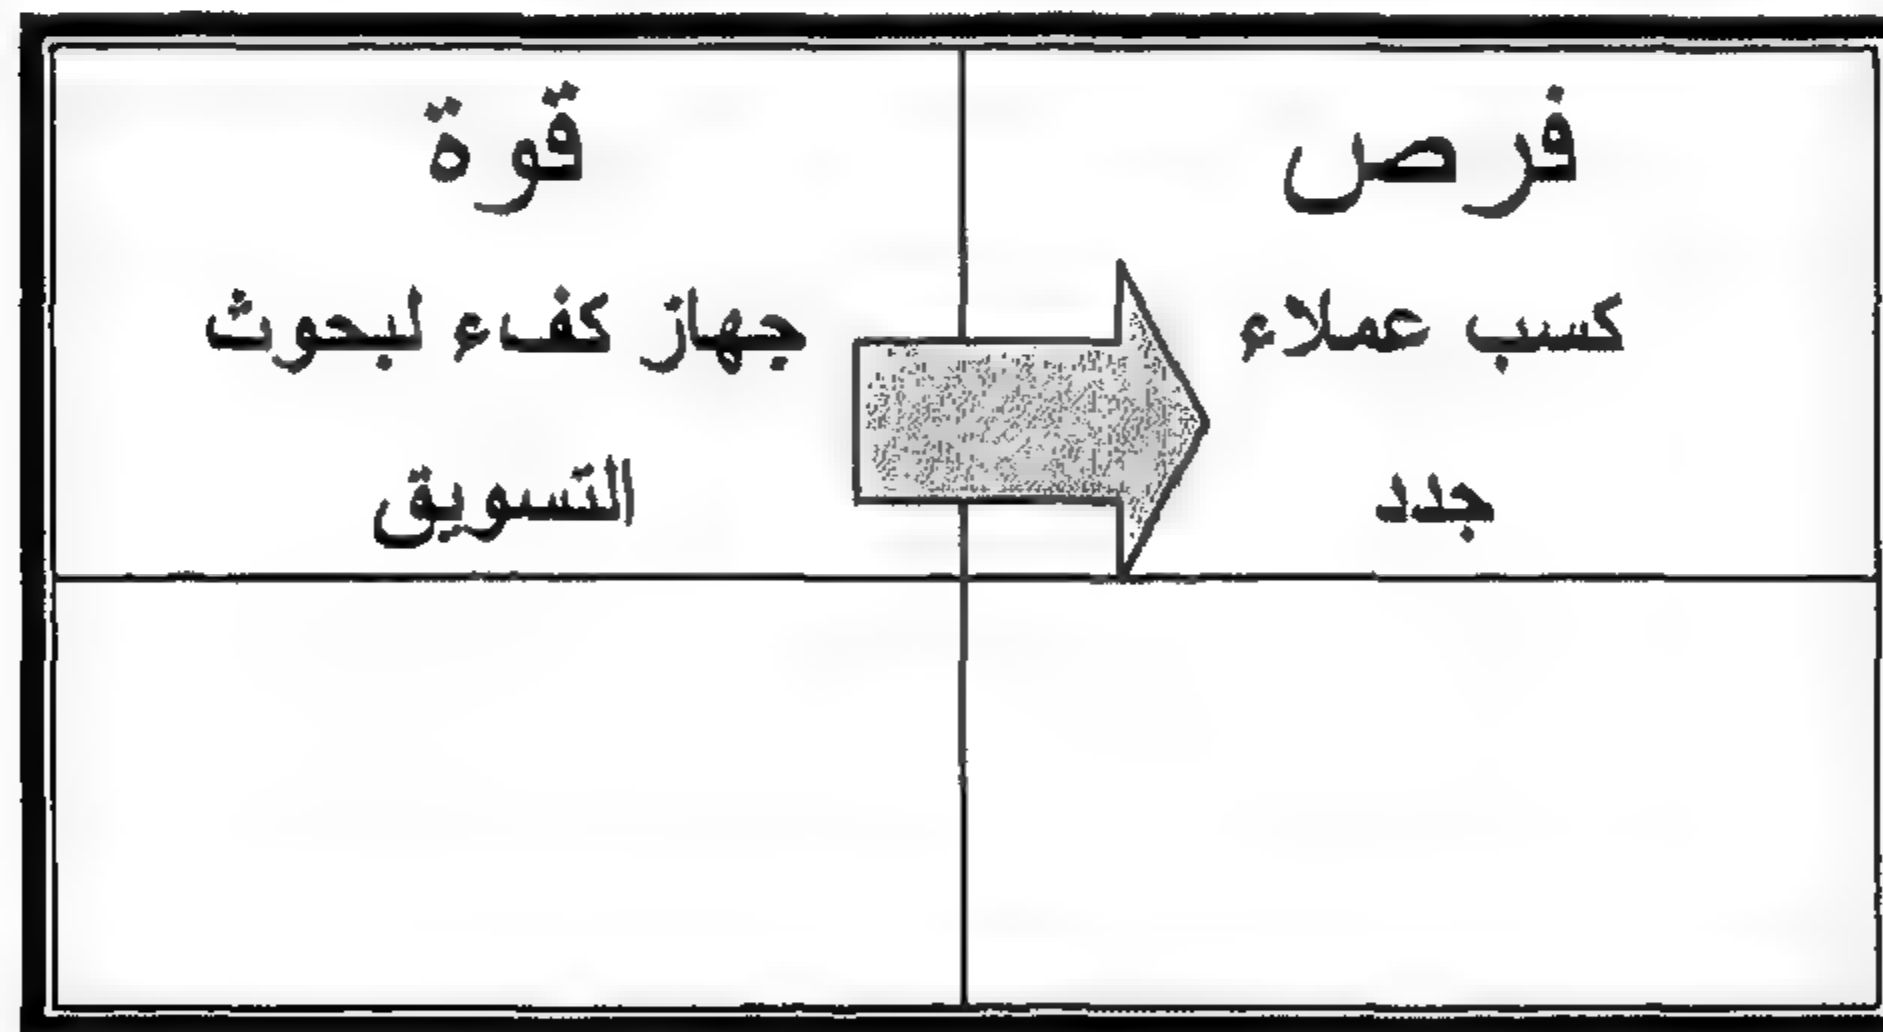 فرص
كسب عملاء
جدد
قوة
جهاز كفء لبحوث
التسويق